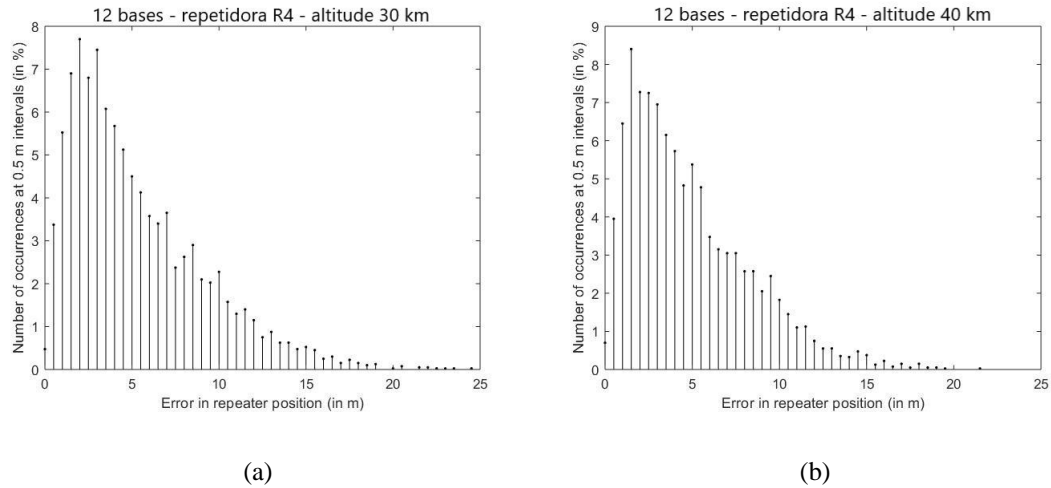 12 bases - repetidora R4 - altitude 30 km
Number of occurrences at 0.5 m intervals (in %)
8
7
6
5
4
3
2
1
0
0 5 10 15 20 25
Error in repeater position (in m)
(a)
12 bases - repetidora R4 - altitude 40 km
Number of occurrences at 0.5 m intervals (in %)
9
8
7
6
5
4
3
2
1
0
0 5 10 15 20 25
Error in repeater position (in m)
(b)